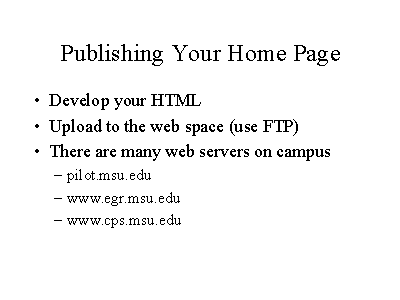 Publishing Your Home Page
• Develop your HTML
• Upload to the web space (use FTP)
• There are many web servers on campus
– pilot.msu.edu
– www.egr.msu.edu
– www.cps.msu.edu